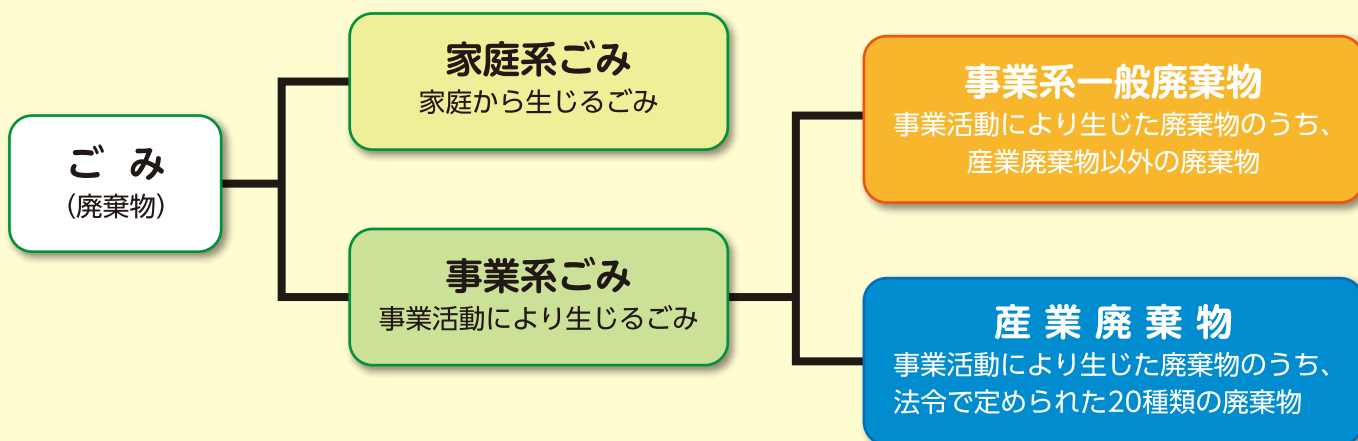 ごみ
(廃棄物)
家庭系ごみ
家庭から生じるごみ
事業系ごみ
事業活動により生じるごみ
事業系一般廃棄物
事業活動により生じた廃棄物のうち、
産業廃棄物以外の廃棄物
産業廃棄物
事業活動により生じた廃棄物のうち、
法令で定められた20種類の廃棄物